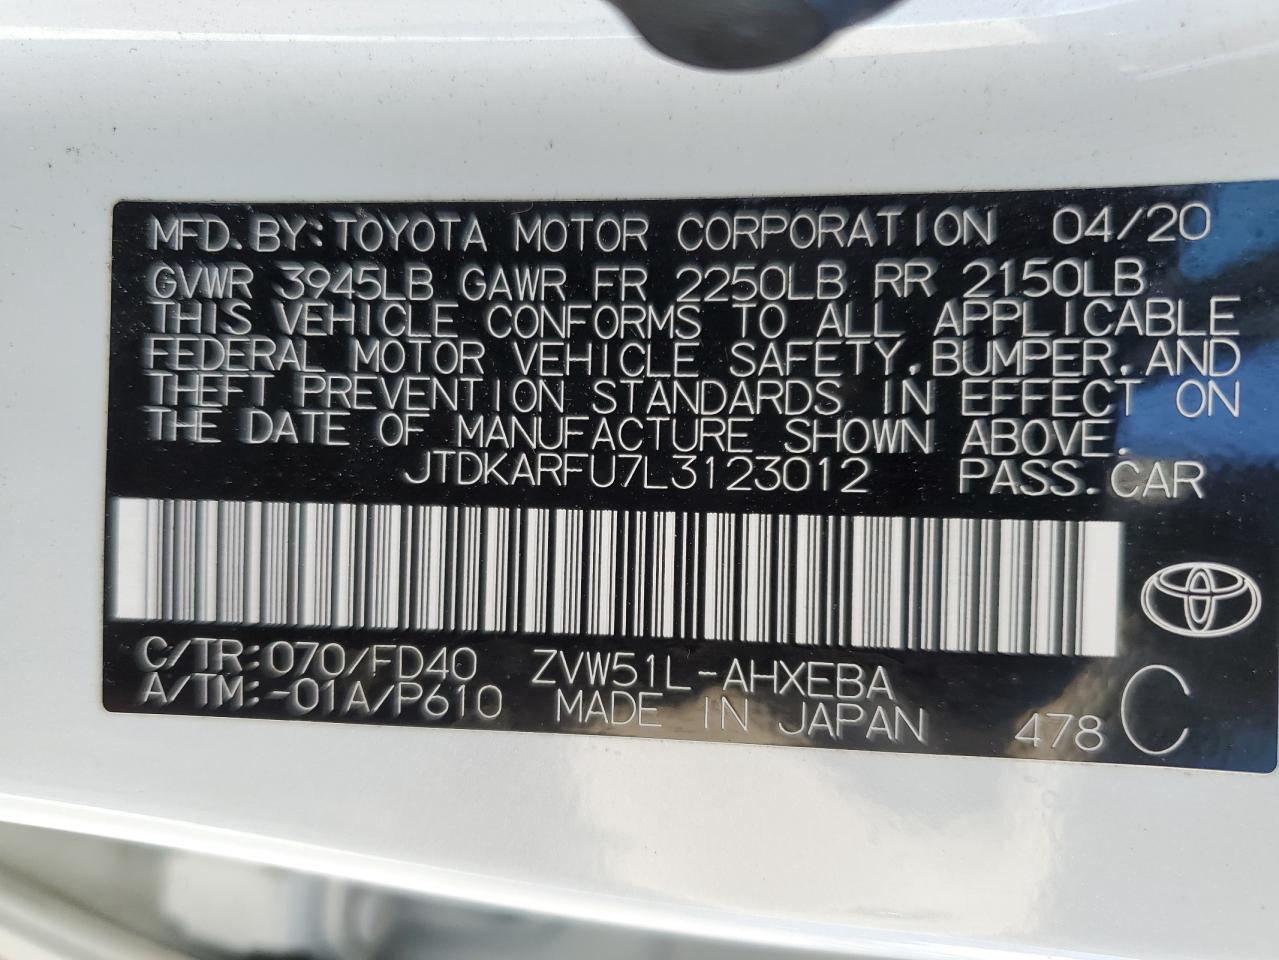 MFD. BY: TOYOTA MOTOR CORPORATION 04/20
GVWR 3945LB GAWR FR 2250LB RR 2150LB
THIS VEHICLE CONFORMS TO ALL APPLICABLE
FEDERAL MOTOR VEHICLE SAFETY, BUMPER, AND
THEFT PREVENTION STANDARDS IN EFFECT ON
THE DATE OF MANUFACTURE SHOWN ABOVE.
JTDKARFU7L3123012 PASS. CAR
C/TR: 070/FD40 ZVW51L-AHXEBA
A/TM: -01A/P610 MADE IN JAPAN 478 C